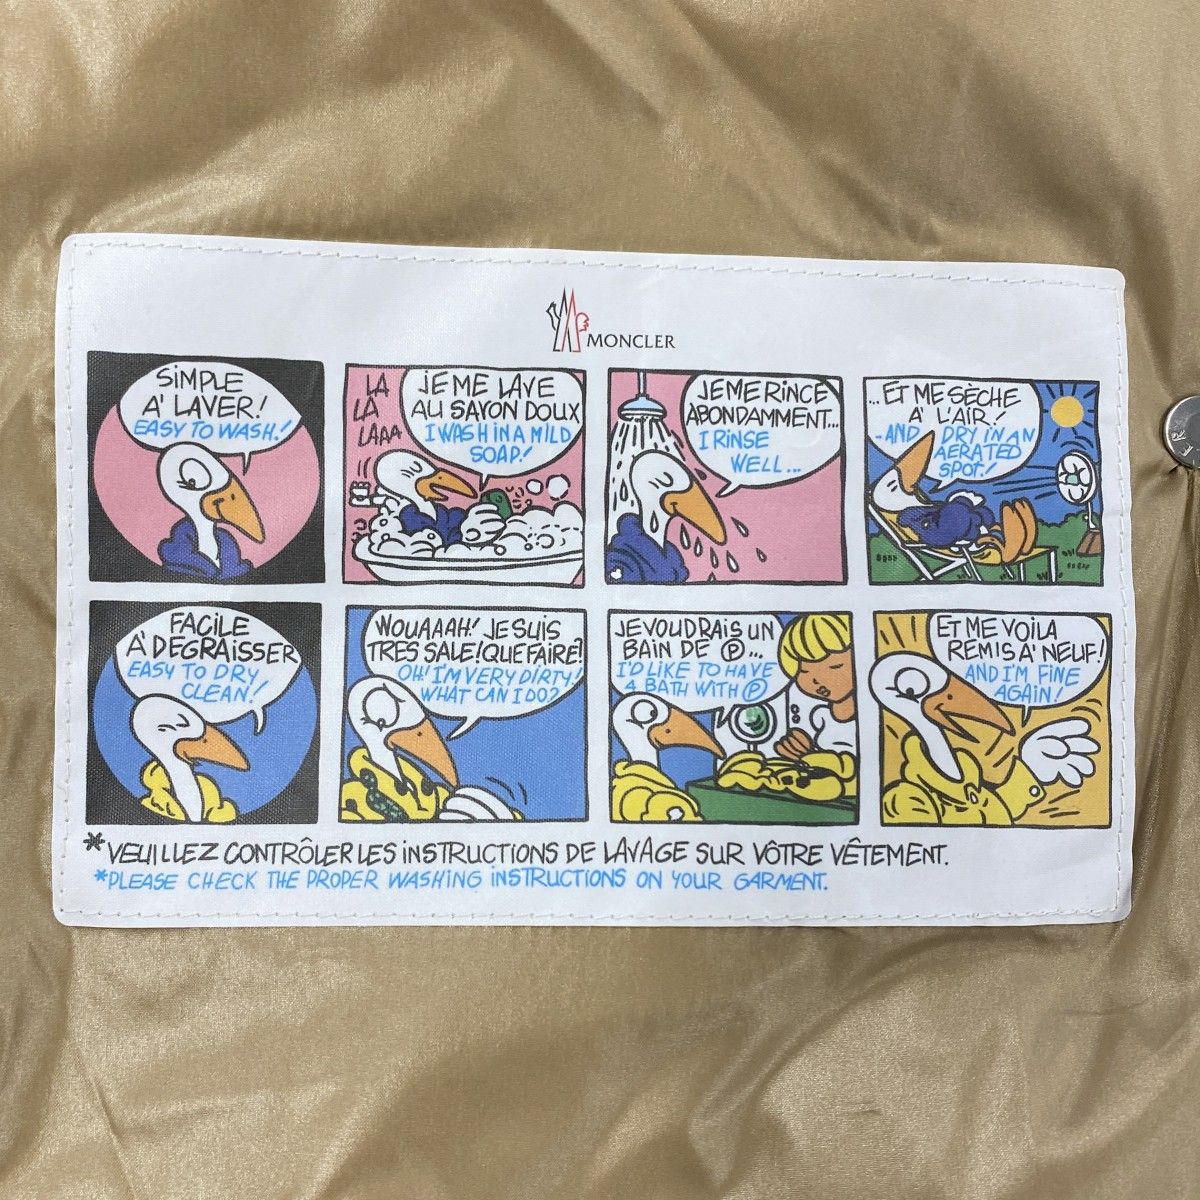 MONCLER
SIMPLE
A' LAVER!
EASY TO WASH!
LA
LA
LAAA
JE ME LAVE
AU SAVON DOUX
I WASH IN A MILD
SOAP!
JE ME RINCE
ABONDAMMENT...
I RINSE
WELL...
...ET ME SÈCHE
A' L'AIR!
-AND DRY IN AN
AERATED
SPOT!
FACILE
A' DEGRAISSER
EASY TO DRY
CLEAN!
WOUAAAH! JE SUIS
TRES SALE! QUE FAIRE?
OH! I'M VERY DIRTY!
WHAT CAN I DO?
JE VOUDRAIS UN
BAIN DE Ⓟ...
I'D LIKE TO HAVE
A BATH WITH Ⓟ
ET ME VOILA
REMIS A' NEUF!
AND I'M FINE
AGAIN!
*VEUILLEZ CONTRÔLER LES INSTRUCTIONS DE LAVAGE SUR VÔTRE VÊTEMENT.
*PLEASE CHECK THE PROPER WASHING INSTRUCTIONS ON YOUR GARMENT.